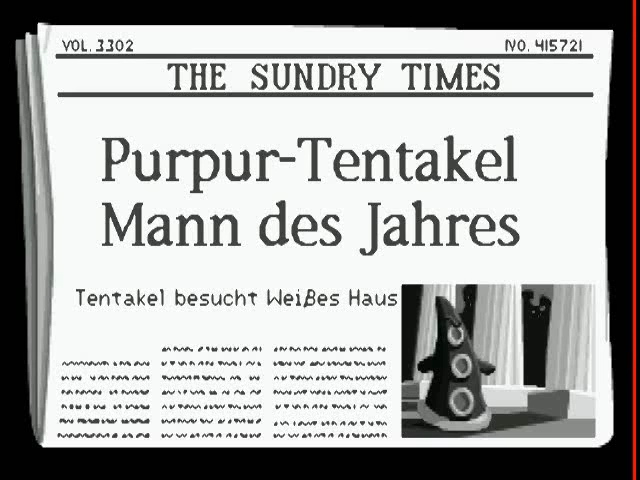 VOL. 3302 NO. 415721
THE SUNDRY TIMES
Purpur-Tentakel
Mann des Jahres
Tentakel besucht Weißes Haus